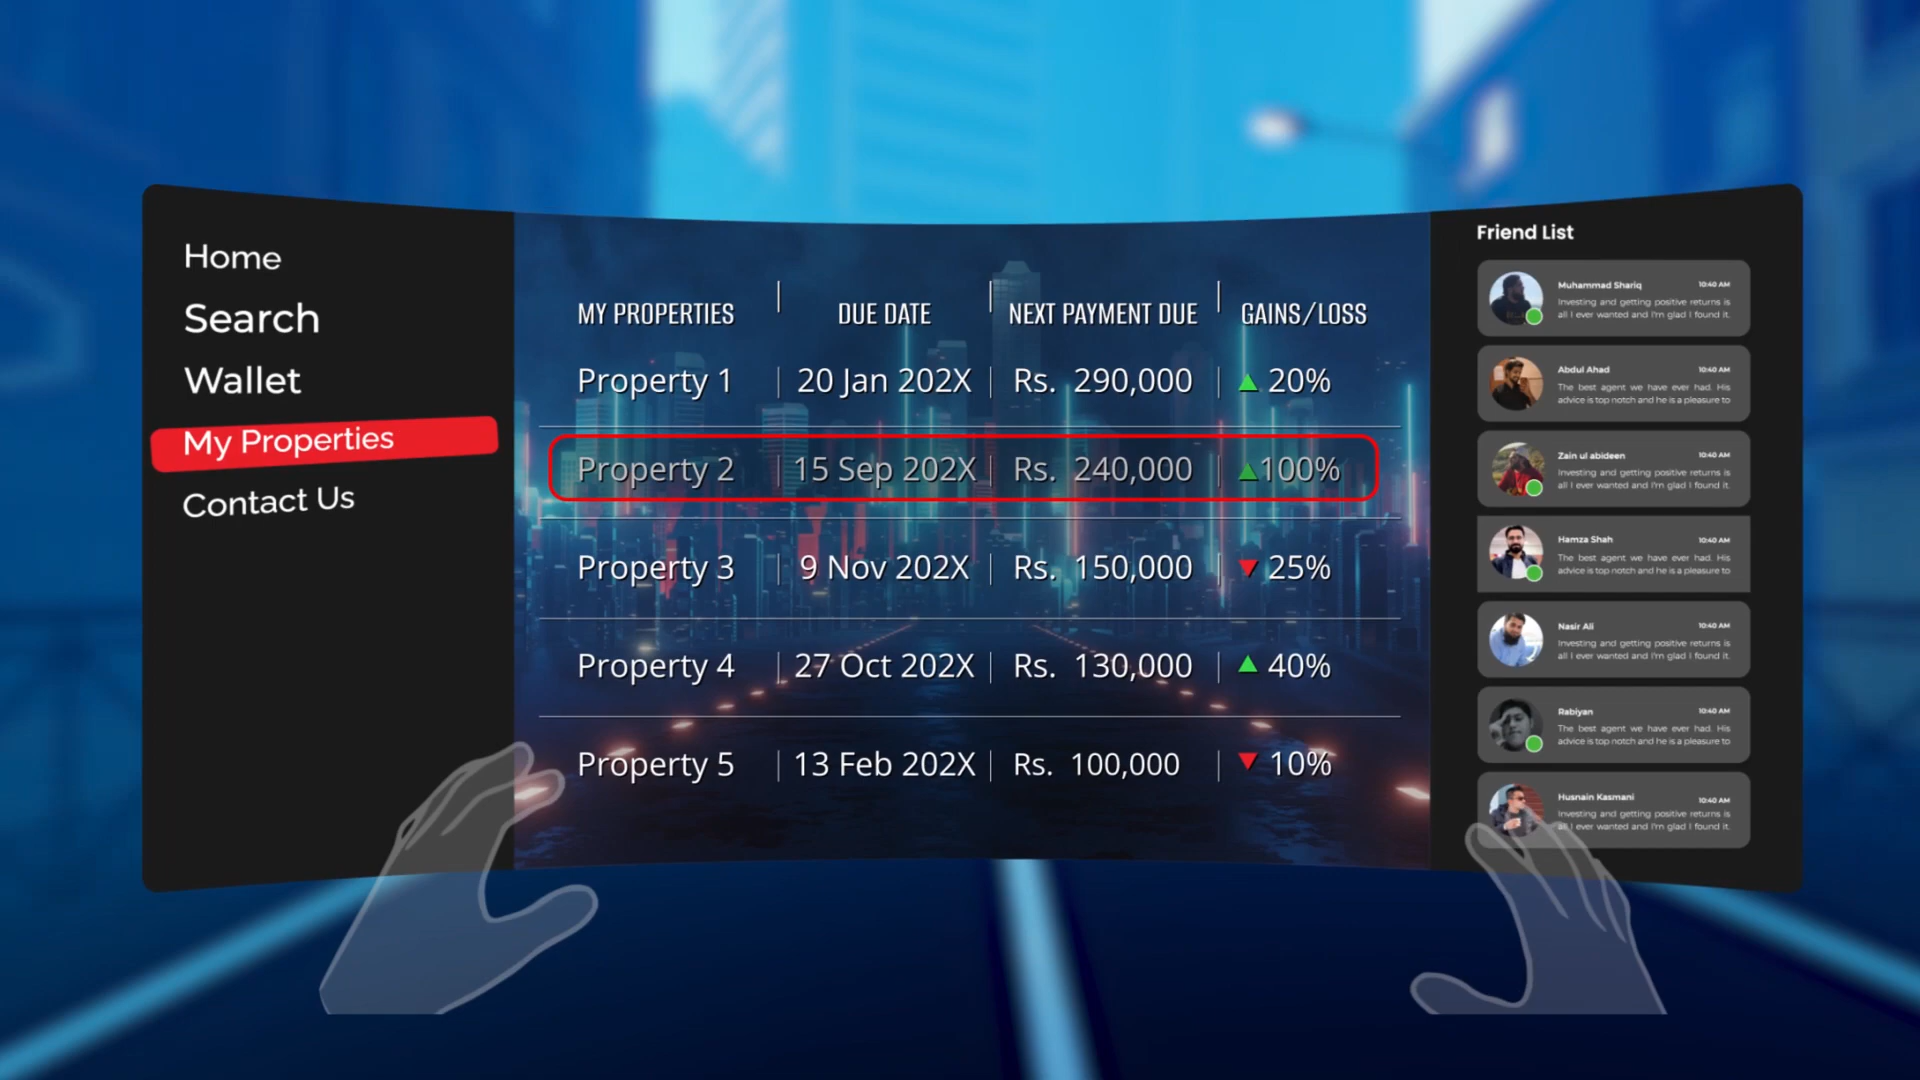 Home
Search
Wallet
My Properties
Contact Us
MY PROPERTIES | DUE DATE | NEXT PAYMENT DUE | GAINS/LOSS
Property 1 | 20 Jan 202X | Rs. 290,000 | ▲ 20%
Property 2 | 15 Sep 202X | Rs. 240,000 | ▲100%
Property 3 | 9 Nov 202X | Rs. 150,000 | ▼ 25%
Property 4 | 27 Oct 202X | Rs. 130,000 | ▲ 40%
Property 5 | 13 Feb 202X | Rs. 100,000 | ▼ 10%
Friend List
Muhammad Shariq 10:40 AM
Investing and getting positive returns is
all I ever wanted and I'm glad I found it.
Abdul Ahad 10:40 AM
The best agent we have ever had. His
advice is top notch and he is a pleasure to
Zain ul abideen 10:40 AM
Investing and getting positive returns is
all I ever wanted and I'm glad I found it.
Hamza Shah 10:40 AM
The best agent we have ever had. His
advice is top notch and he is a pleasure to
Nasir Ali 10:40 AM
Investing and getting positive returns is
all I ever wanted and I'm glad I found it.
Rabiyan 10:40 AM
The best agent we have ever had. His
advice is top notch and he is a pleasure to
Husnain Kasmani 10:40 AM
Investing and getting positive returns is
all I ever wanted and I'm glad I found it.